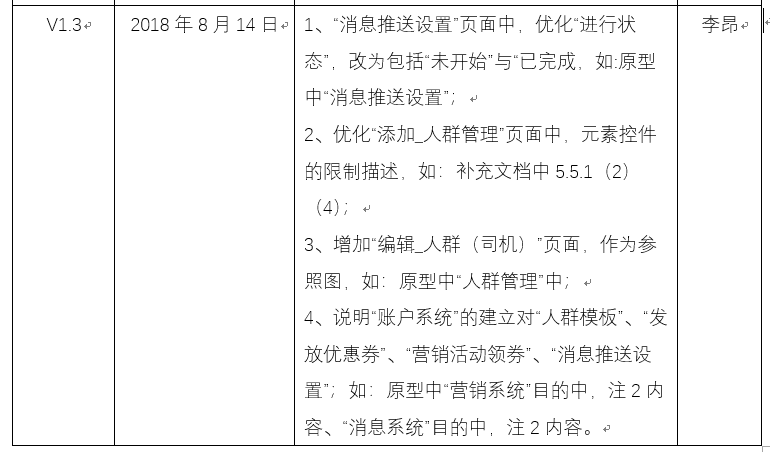 V1.3
2018 年 8 月 14 日
1、“消息推送设置”页面中，优化“进行状
态”，改为包括“未开始”与“已完成，如:原型
中“消息推送设置”；
2、优化“添加_人群管理”页面中，元素控件
的限制描述，如：补充文档中 5.5.1（2）
（4）；
3、增加“编辑_人群（司机）”页面，作为参
照图，如：原型中“人群管理”中；
4、说明“账户系统”的建立对“人群模板”、“发
放优惠券”、“营销活动领券”、“消息推送设
置”；如：原型中“营销系统”目的中，注 2 内
容、“消息系统”目的中，注 2 内容。
李昂